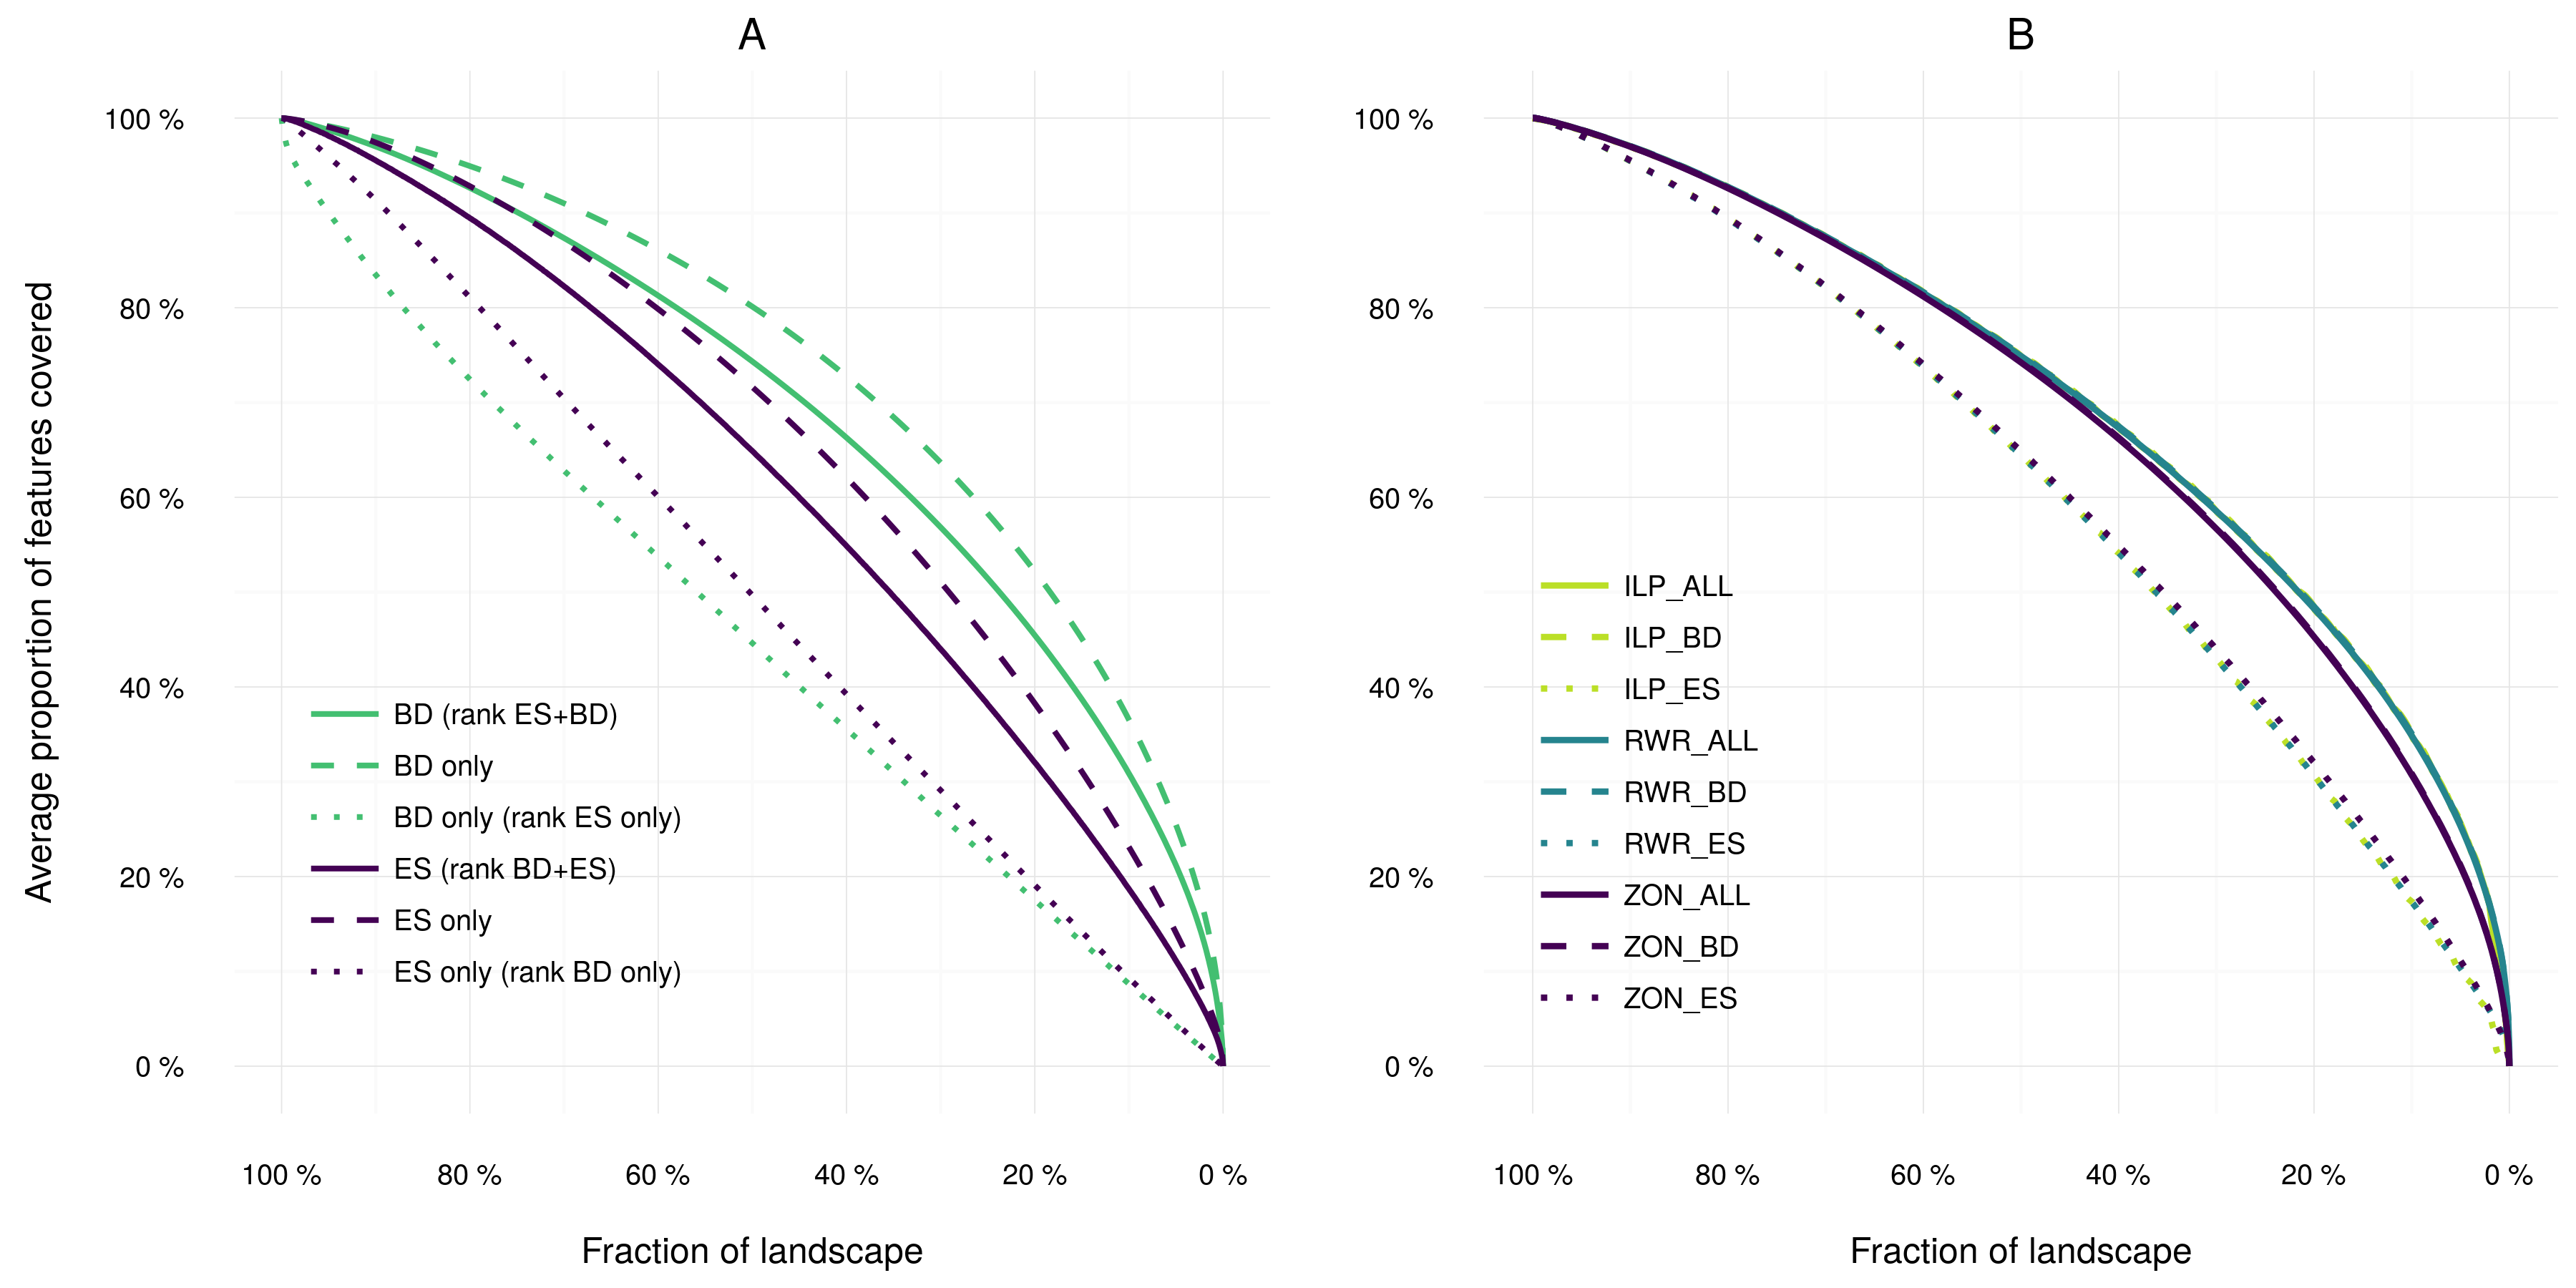 A
Average proportion of features covered
100 %
80 %
60 %
40 %
20 %
0 %
BD (rank ES+BD)
BD only
BD only (rank ES only)
ES (rank BD+ES)
ES only
ES only (rank BD only)
100 % 80 % 60 % 40 % 20 % 0 %
Fraction of landscape
B
100 %
80 %
60 %
40 %
20 %
0 %
ILP_ALL
ILP_BD
ILP_ES
RWR_ALL
RWR_BD
RWR_ES
ZON_ALL
ZON_BD
ZON_ES
100 % 80 % 60 % 40 % 20 % 0 %
Fraction of landscape